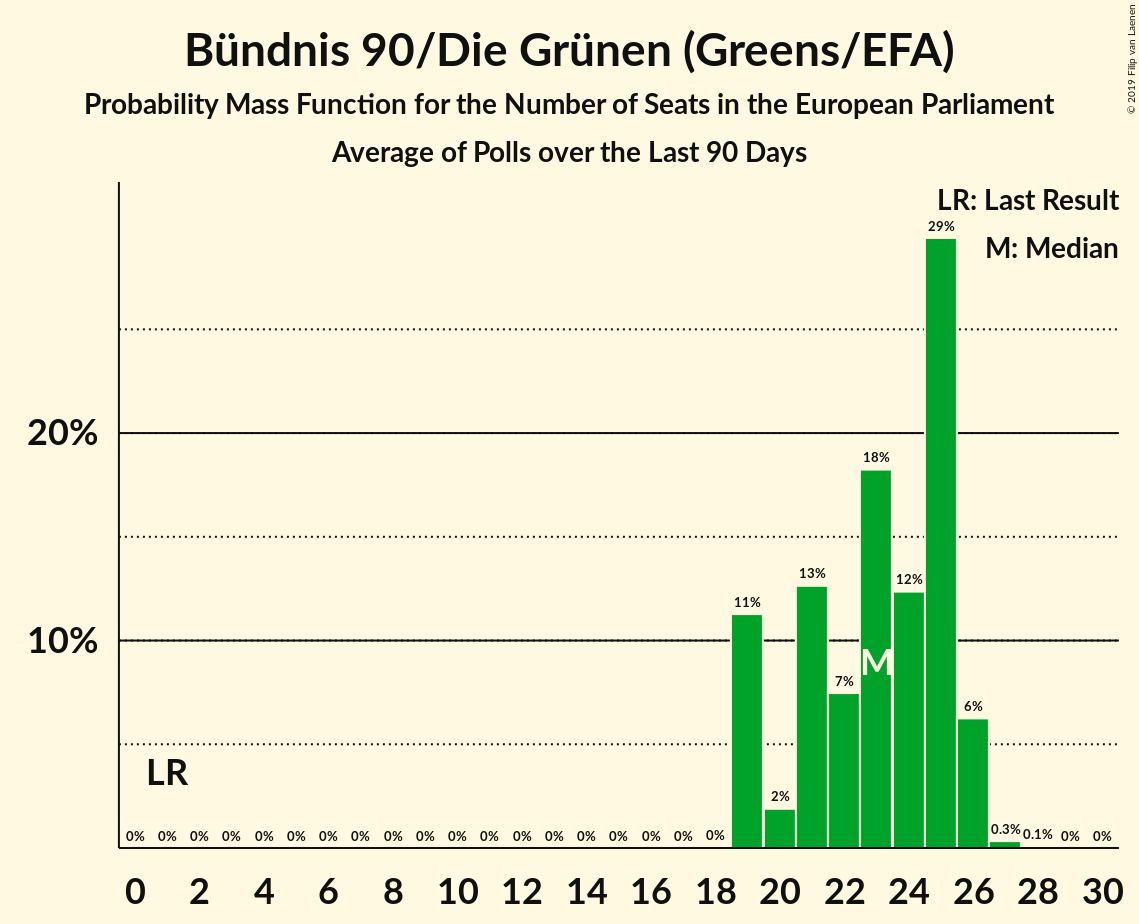 Bündnis 90/Die Grünen (Greens/EFA)
Probability Mass Function for the Number of Seats in the European Parliament
Average of Polls over the Last 90 Days
© 2019 Filip van Laenen
LR: Last Result
M: Median
29%
20%
18%
13%
12%
11%
10%
M
7%
6%
LR
2%
0% 0% 0% 0% 0% 0% 0% 0% 0% 0% 0% 0% 0% 0% 0% 0% 0% 0% 0% 0.3% 0.1% 0% 0%
0 2 4 6 8 10 12 14 16 18 20 22 24 26 28 30